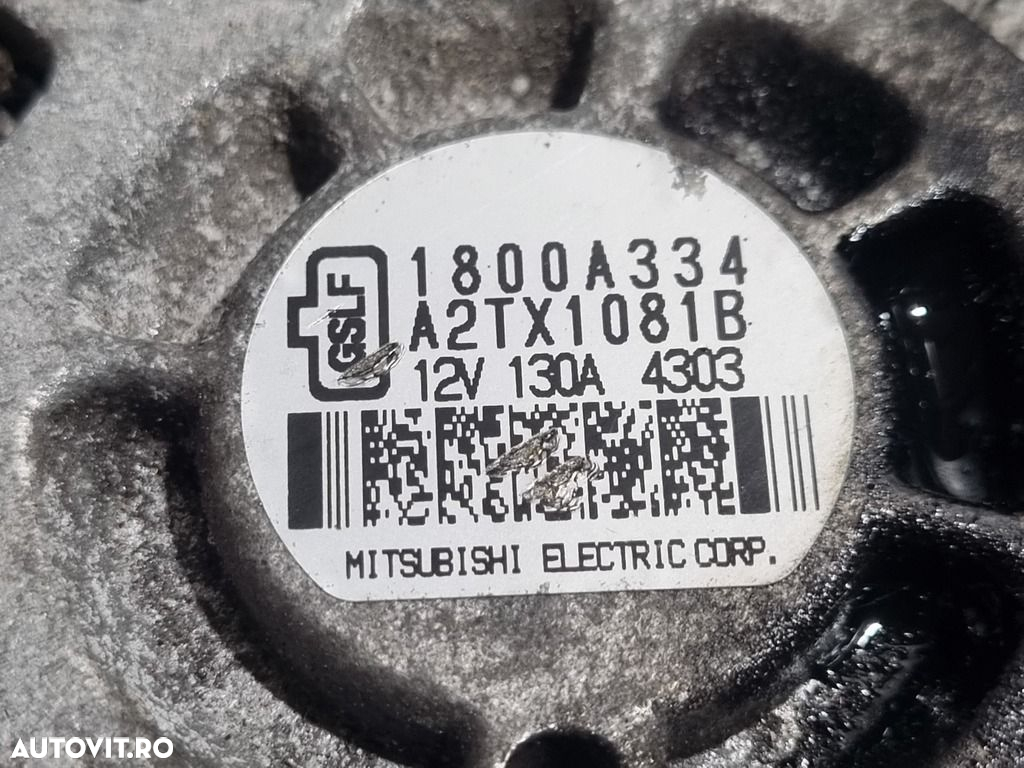 GSLF
1800A334
A2TX1081B
12V 130A 4303
MITSUBISHI ELECTRIC CORP.
AUTOVIT.RO